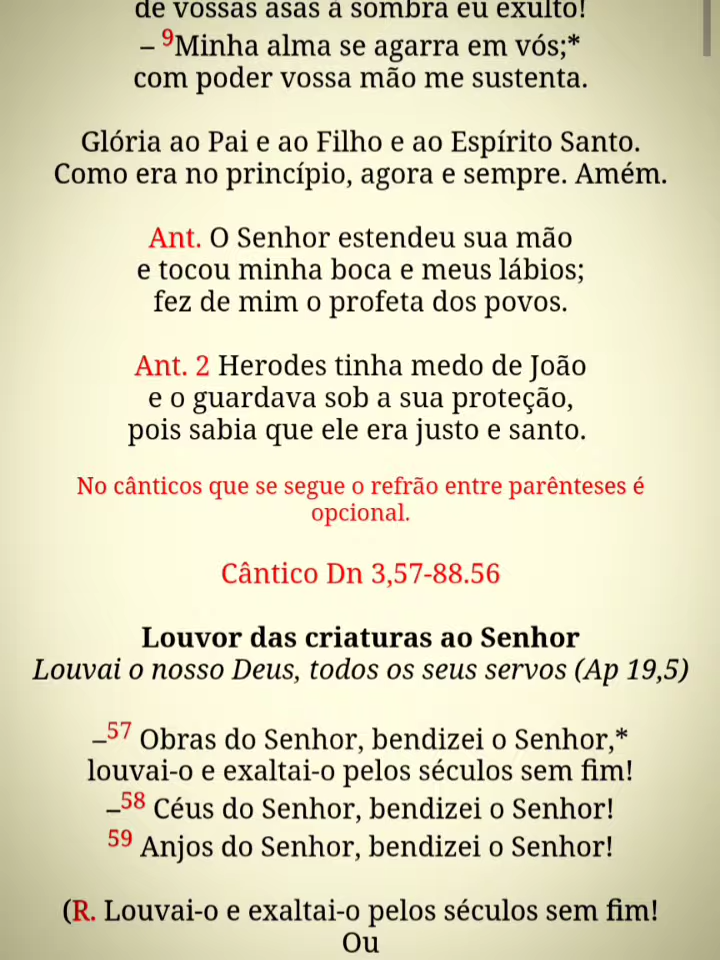 de vossas asas à sombra eu exulto!
– 9Minha alma se agarra em vós;*
com poder vossa mão me sustenta.
Glória ao Pai e ao Filho e ao Espírito Santo.
Como era no princípio, agora e sempre. Amém.
Ant. O Senhor estendeu sua mão
e tocou minha boca e meus lábios;
fez de mim o profeta dos povos.
Ant. 2 Herodes tinha medo de João
e o guardava sob a sua proteção,
pois sabia que ele era justo e santo.
No cânticos que se segue o refrão entre parênteses é
opcional.
Cântico Dn 3,57-88.56
Louvor das criaturas ao Senhor
Louvai o nosso Deus, todos os seus servos (Ap 19,5)
–57 Obras do Senhor, bendizei o Senhor,*
louvai-o e exaltai-o pelos séculos sem fim!
–58 Céus do Senhor, bendizei o Senhor!
59 Anjos do Senhor, bendizei o Senhor!
(R. Louvai-o e exaltai-o pelos séculos sem fim!
Ou